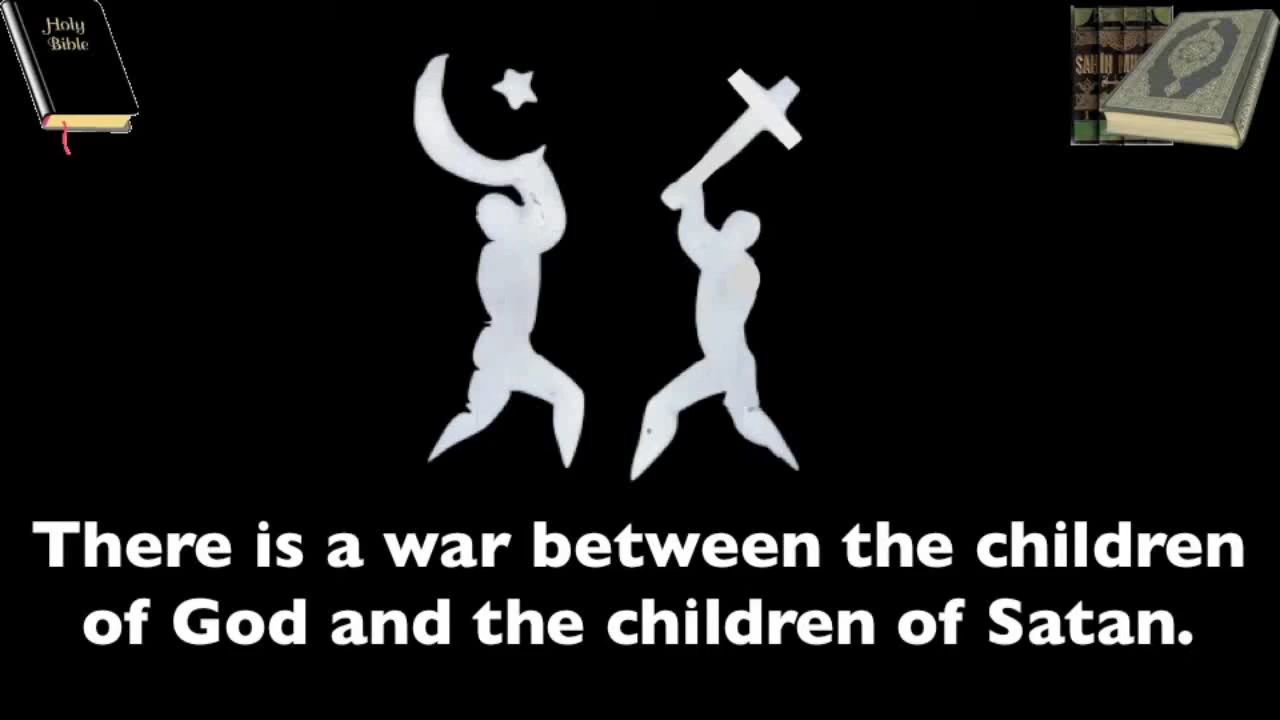 Holy
Bible
There is a war between the children
of God and the children of Satan.